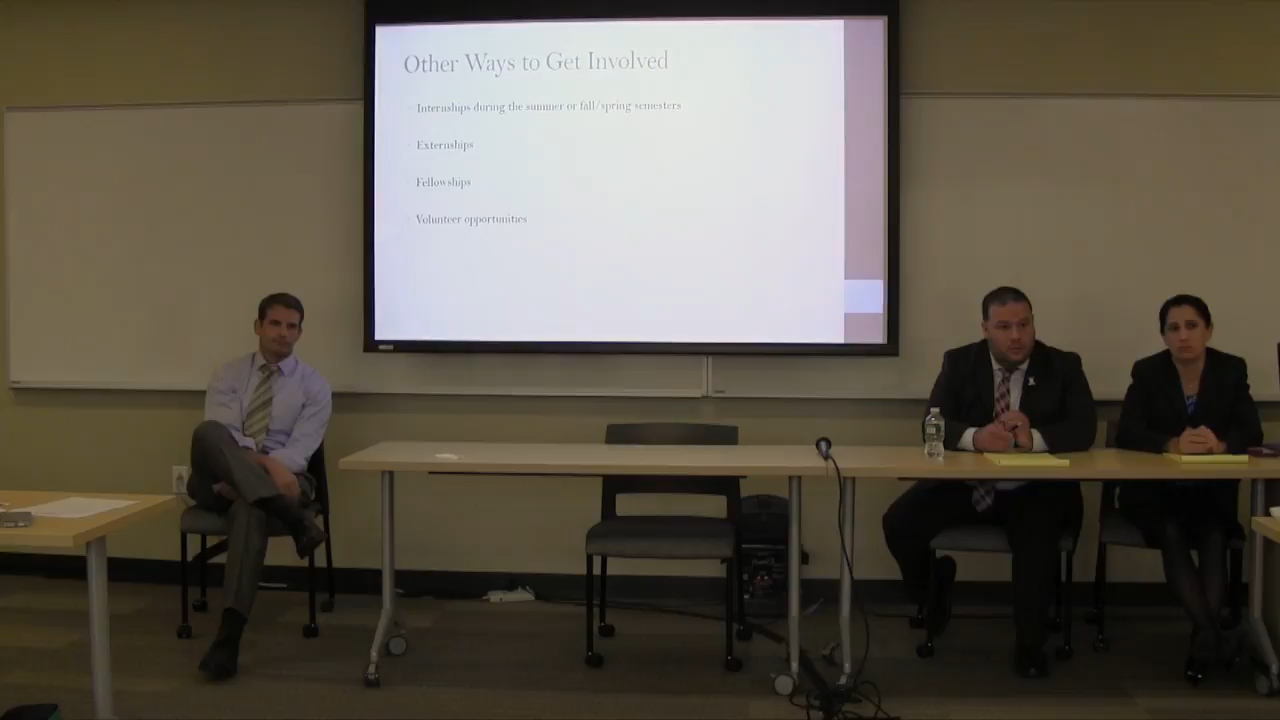 Other Ways to Get Involved
Internships during the summer or fall/spring semesters
Externships
Fellowships
Volunteer opportunities